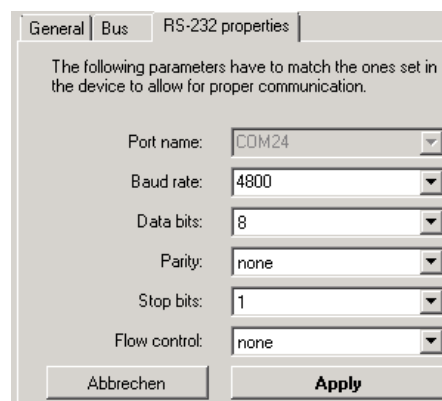 General Bus RS-232 properties
The following parameters have to match the ones set in
the device to allow for proper communication.
Port name: COM24
Baud rate: 4800
Data bits: 8
Parity: none
Stop bits: 1
Flow control: none
Abbrechen Apply